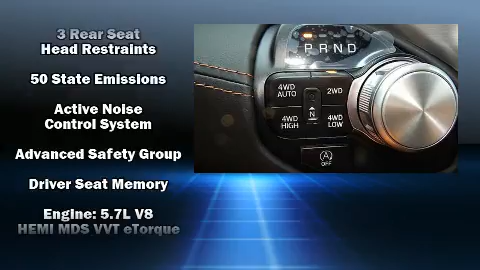 3 Rear Seat
Head Restraints
50 State Emissions
Active Noise
Control System
Advanced Safety Group
Driver Seat Memory
Engine: 5.7L V8
HEMI MDS VVT eTorque
P R N D
4WD
AUTO
2WD
N
4WD
HIGH
4WD
LOW
A
OFF